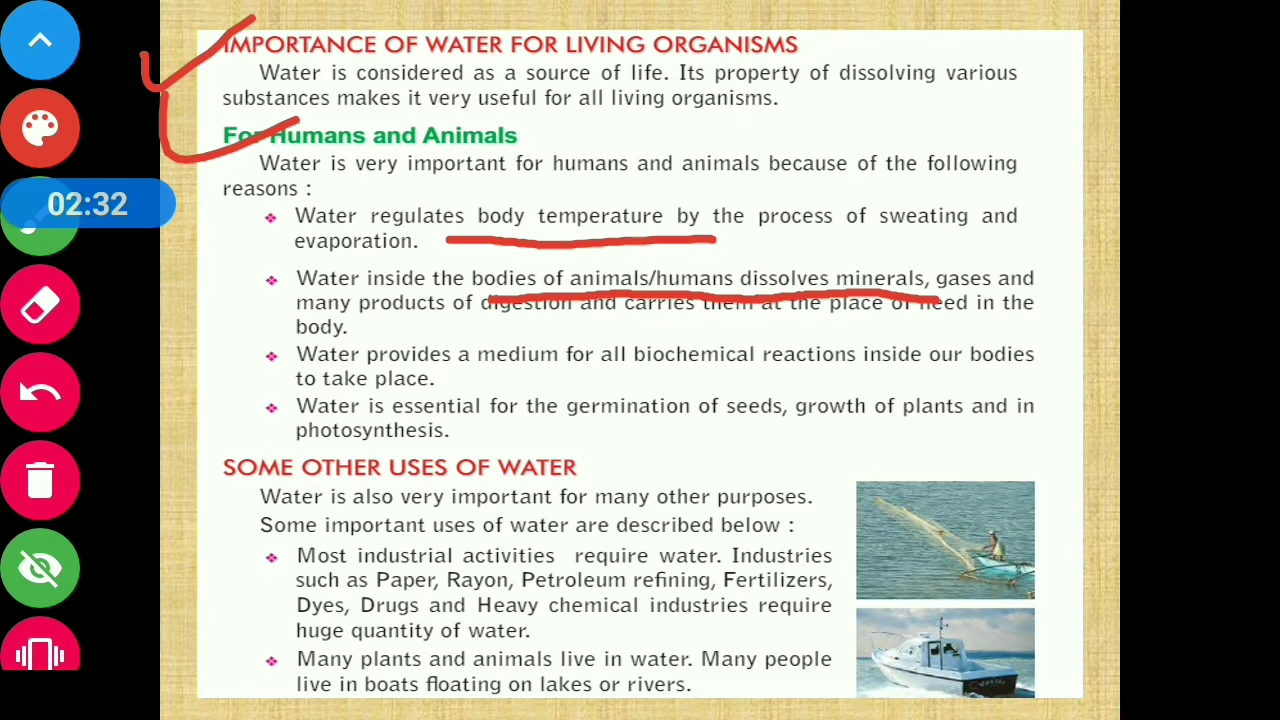 IMPORTANCE OF WATER FOR LIVING ORGANISMS
Water is considered as a source of life. Its property of dissolving various
substances makes it very useful for all living organisms.
For Humans and Animals
Water is very important for humans and animals because of the following
reasons :
02:32
Water regulates body temperature by the process of sweating and
evaporation.
Water inside the bodies of animals/humans dissolves minerals, gases and
many products of digestion and carries them at the place of need in the
body.
Water provides a medium for all biochemical reactions inside our bodies
to take place.
Water is essential for the germination of seeds, growth of plants and in
photosynthesis.
SOME OTHER USES OF WATER
Water is also very important for many other purposes.
Some important uses of water are described below :
Most industrial activities require water. Industries
such as Paper, Rayon, Petroleum refining, Fertilizers,
Dyes, Drugs and Heavy chemical industries require
huge quantity of water.
Many plants and animals live in water. Many people
live in boats floating on lakes or rivers.